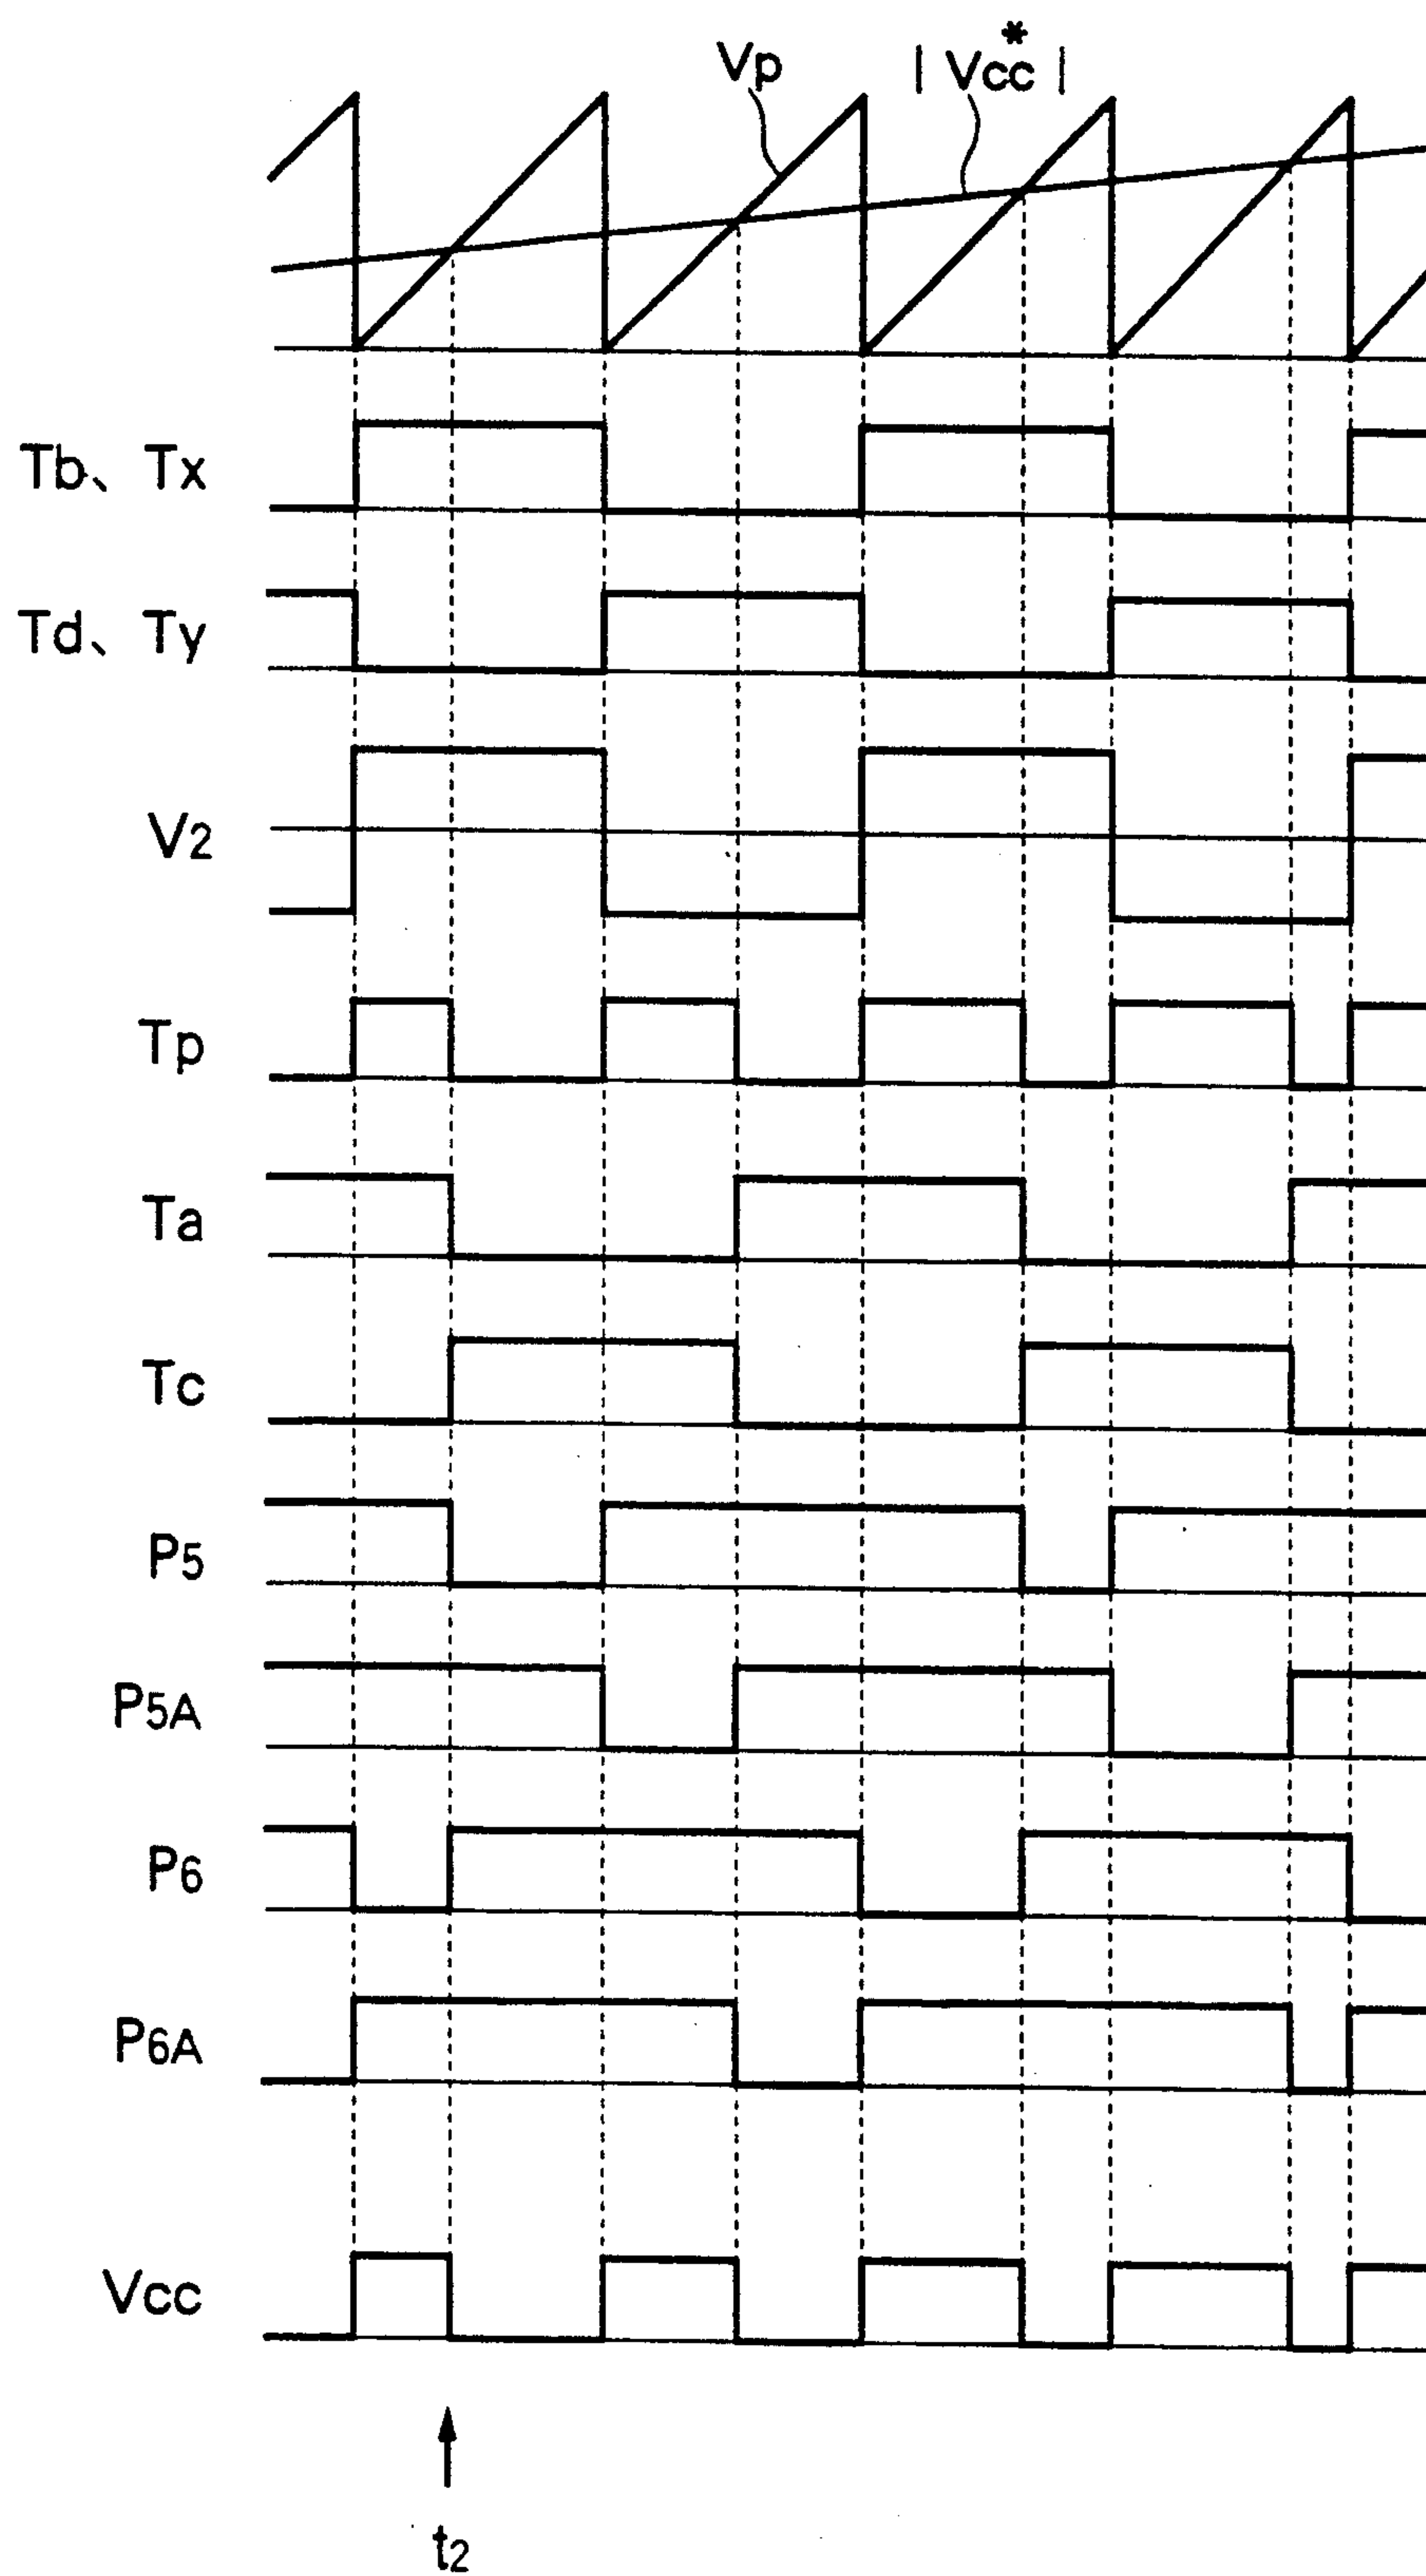 Vp
| Vcc* |
Tb、Tx
Td、Ty
V2
Tp
Ta
Tc
P5
P5A
P6
P6A
Vcc
t2